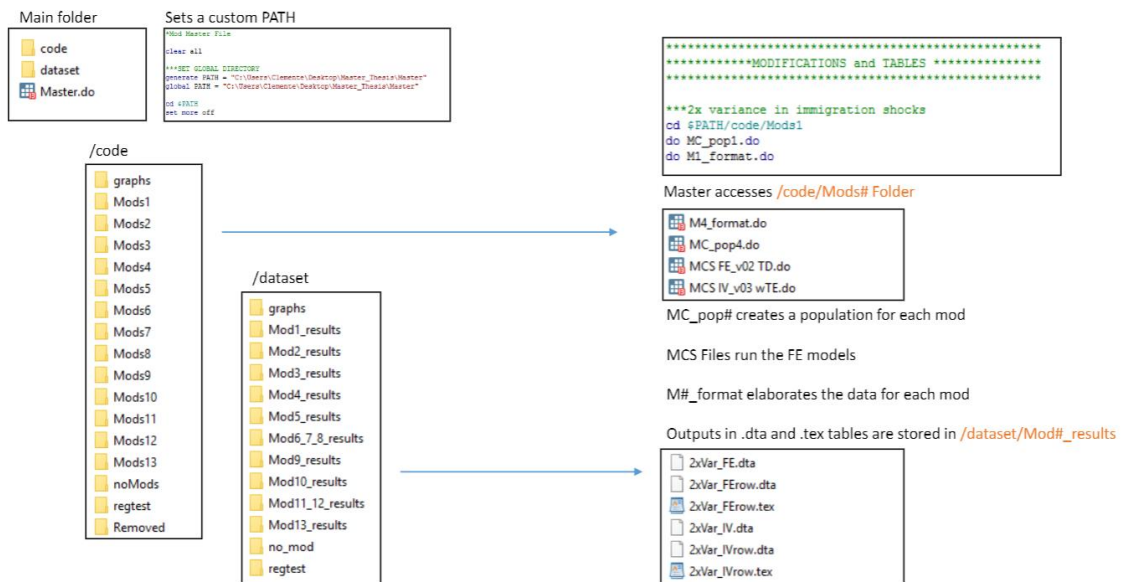 Main folder
code
dataset
Master.do
Sets a custom PATH
*Mod Master File
clear all
***SET GLOBAL DIRECTORY
generate PATH = "C:\Users\Clemente\Desktop\Master_Thesis\Master"
global PATH = "C:\Users\Clemente\Desktop\Master_Thesis\Master"
cd $PATH
set more off
/code
graphs
Mods1
Mods2
Mods3
Mods4
Mods5
Mods6
Mods7
Mods8
Mods9
Mods10
Mods11
Mods12
Mods13
noMods
regtest
Removed
/dataset
graphs
Mod1_results
Mod2_results
Mod3_results
Mod4_results
Mod5_results
Mod6_7_8_results
Mod9_results
Mod10_results
Mod11_12_results
Mod13_results
no_mod
regtest
****************************************************
************MODIFICATIONS and TABLES ***************
****************************************************
***2x variance in immigration shocks
cd $PATH/code/Mods1
do MC_pop1.do
do M1_format.do
Master accesses /code/Mods# Folder
M4_format.do
MC_pop4.do
MCS FE_v02 TD.do
MCS IV_v03 wTE.do
MC_pop# creates a population for each mod
MCS Files run the FE models
M#_format elaborates the data for each mod
Outputs in .dta and .tex tables are stored in /dataset/Mod#_results
2xVar_FE.dta
2xVar_FErow.dta
2xVar_FErow.tex
2xVar_IV.dta
2xVar_IVrow.dta
2xVar_IVrow.tex